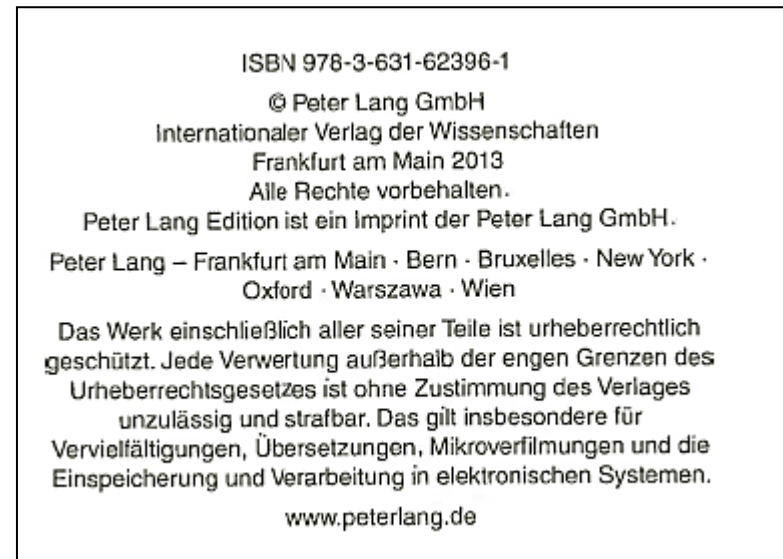 ISBN 978-3-631-62396-1
© Peter Lang GmbH
Internationaler Verlag der Wissenschaften
Frankfurt am Main 2013
Alle Rechte vorbehalten.
Peter Lang Edition ist ein Imprint der Peter Lang GmbH.
Peter Lang – Frankfurt am Main · Bern · Bruxelles · New York ·
Oxford · Warszawa · Wien
Das Werk einschließlich aller seiner Teile ist urheberrechtlich
geschützt. Jede Verwertung außerhalb der engen Grenzen des
Urheberrechtsgesetzes ist ohne Zustimmung des Verlages
unzulässig und strafbar. Das gilt insbesondere für
Vervielfältigungen, Übersetzungen, Mikroverfilmungen und die
Einspeicherung und Verarbeitung in elektronischen Systemen.
www.peterlang.de